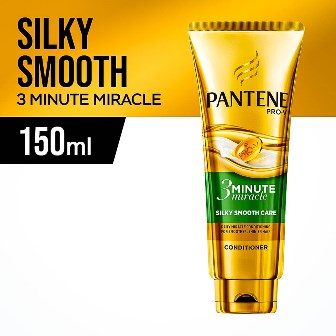 SILKY
SMOOTH
3 MINUTE MIRACLE
150ml
PANTENE
PRO-V
3 MINUTE
miracle
SILKY SMOOTH CARE
CONDITIONER